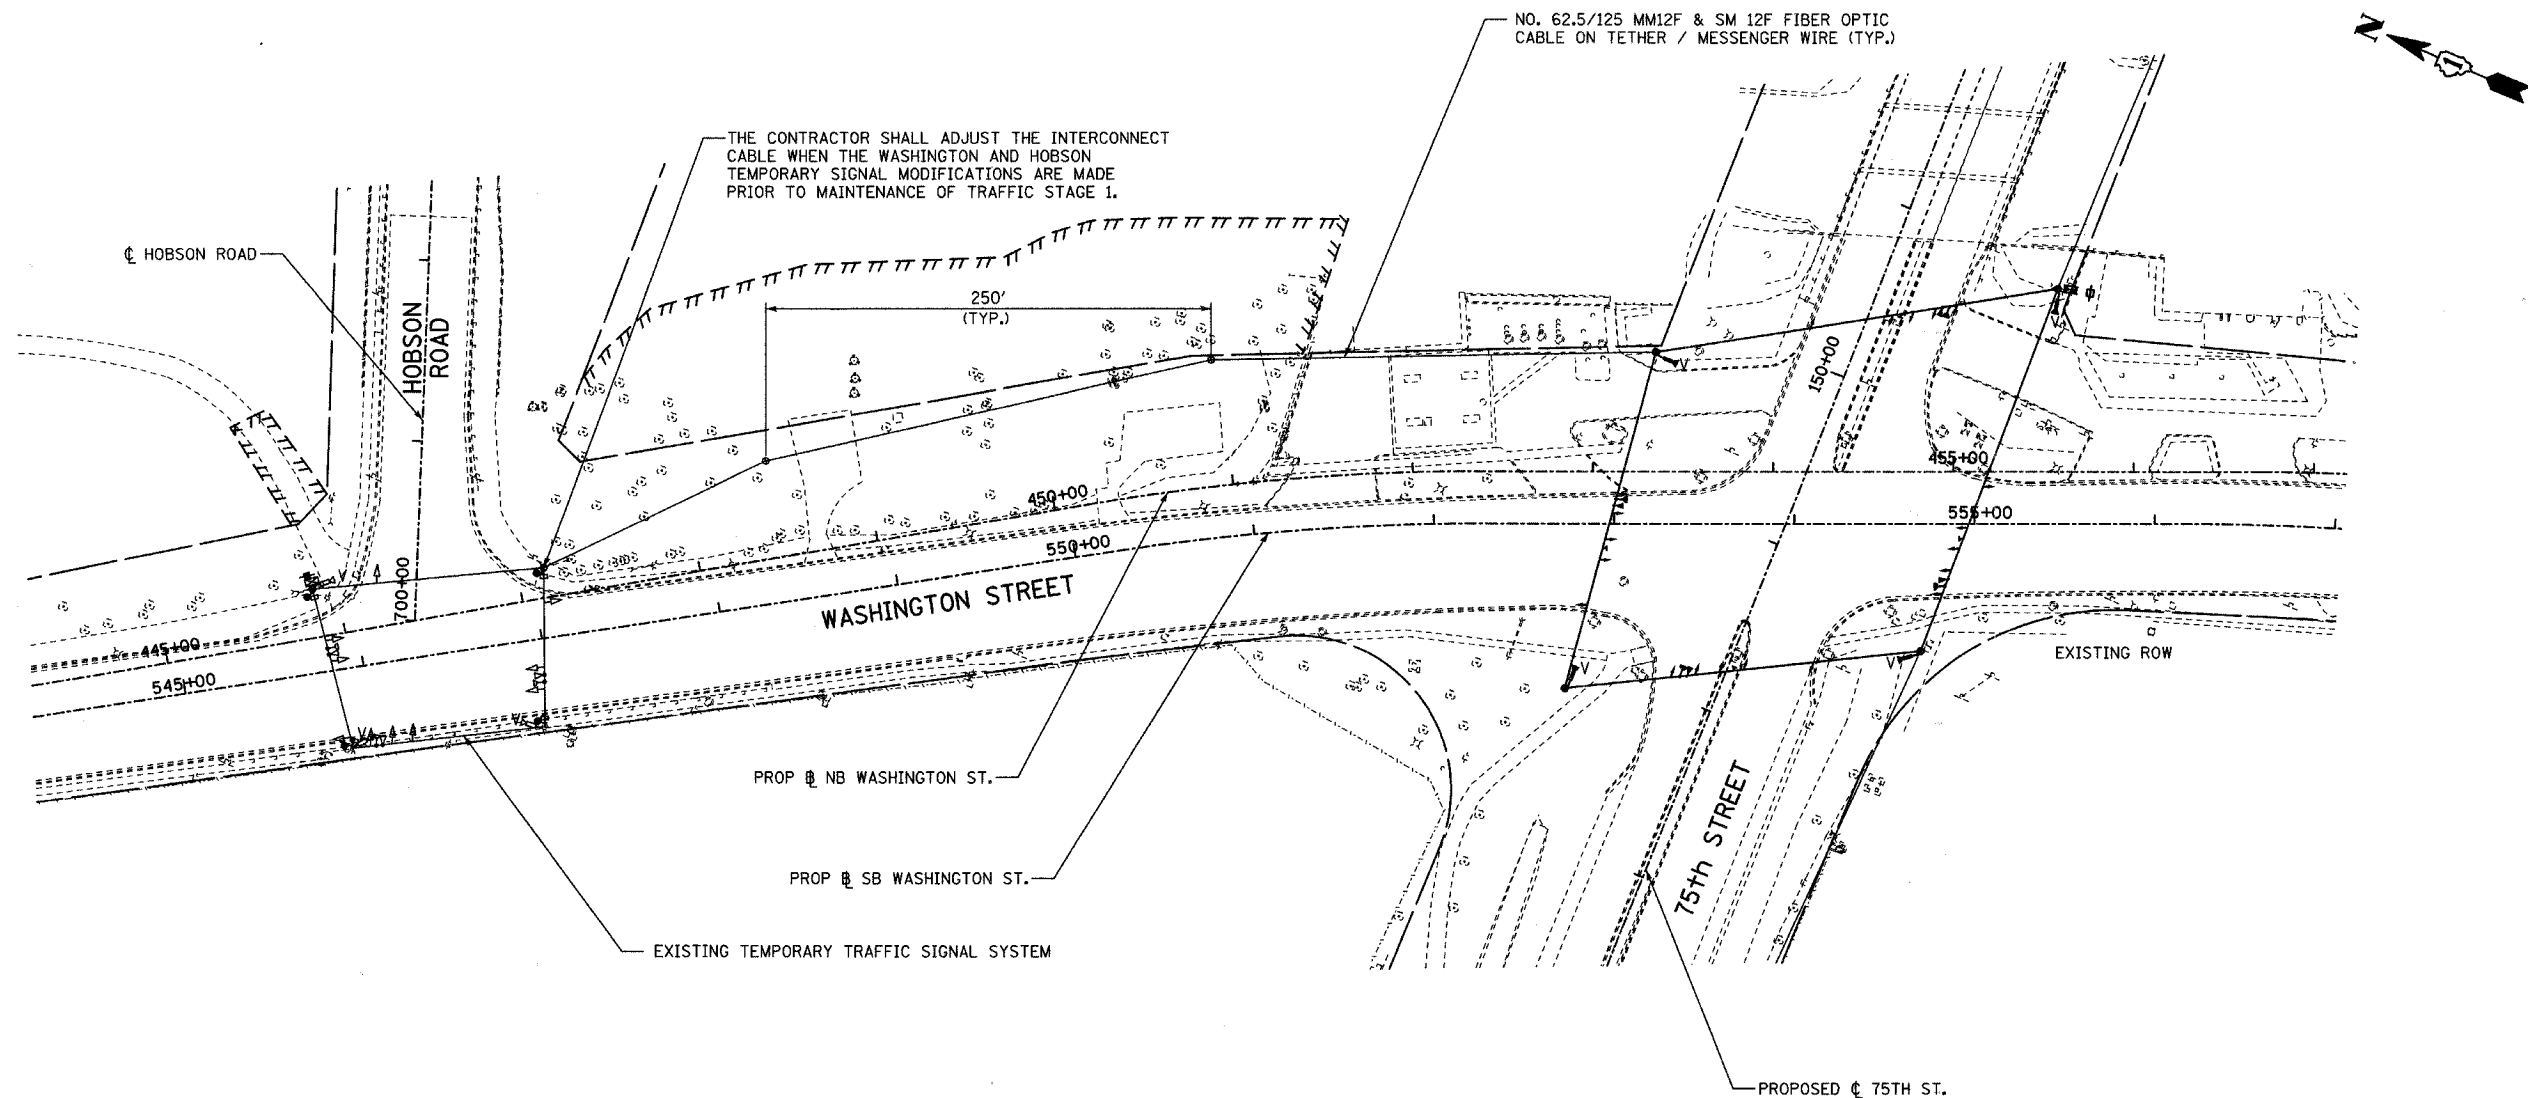 NO. 62.5/125 MM12F & SM 12F FIBER OPTIC
CABLE ON TETHER / MESSENGER WIRE (TYP.)
N
THE CONTRACTOR SHALL ADJUST THE INTERCONNECT
CABLE WHEN THE WASHINGTON AND HOBSON
TEMPORARY SIGNAL MODIFICATIONS ARE MADE
PRIOR TO MAINTENANCE OF TRAFFIC STAGE 1.
℄ HOBSON ROAD
HOBSON
ROAD
250'
(TYP.)
150+00
455+00
450+00
555+00
550+00
700+00
WASHINGTON STREET
445+00
545+00
EXISTING ROW
PROP ℄ NB WASHINGTON ST.
PROP ℄ SB WASHINGTON ST.
75th STREET
EXISTING TEMPORARY TRAFFIC SIGNAL SYSTEM
PROPOSED ℄ 75TH ST.